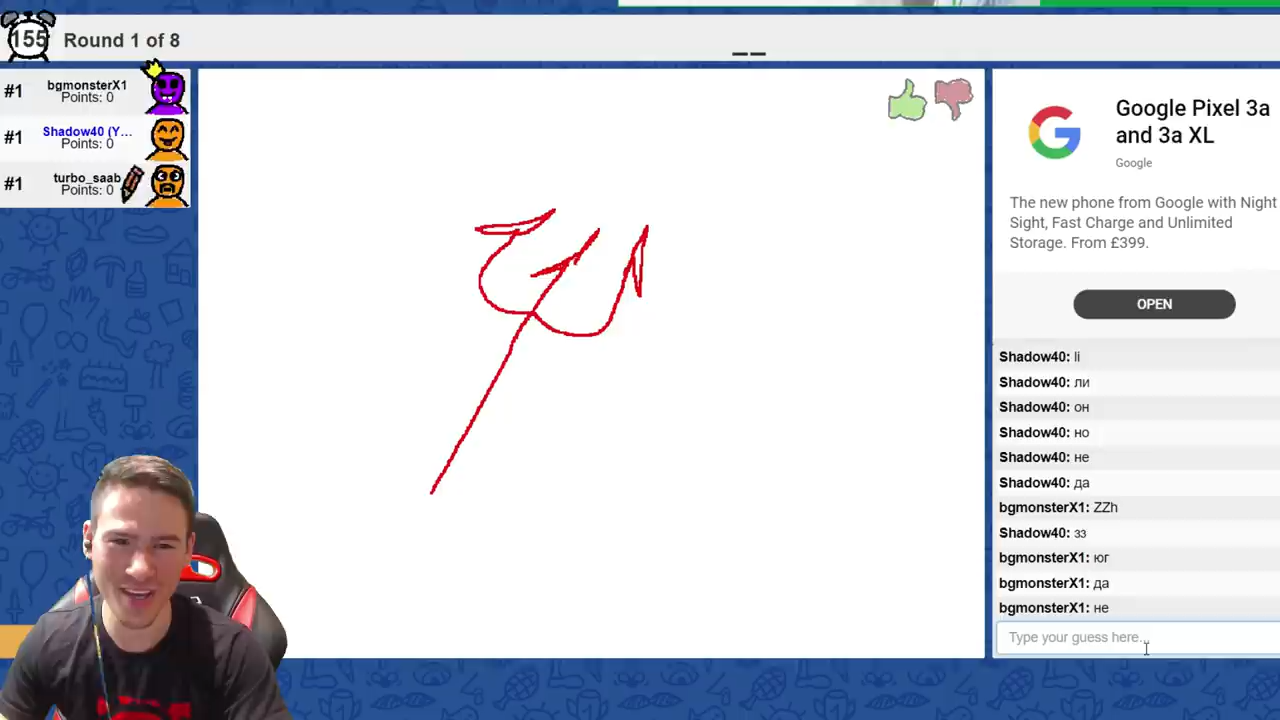 155
Round 1 of 8
_ _
#1
bgmonsterX1
Points: 0
#1
Shadow40 (Y...
Points: 0
#1
turbo_saab
Points: 0
Google Pixel 3a
and 3a XL
Google
The new phone from Google with Night
Sight, Fast Charge and Unlimited
Storage. From £399.
OPEN
Shadow40: li
Shadow40: ли
Shadow40: он
Shadow40: но
Shadow40: не
Shadow40: да
bgmonsterX1: ZZh
Shadow40: зз
bgmonsterX1: юг
bgmonsterX1: да
bgmonsterX1: не
Type your guess here...